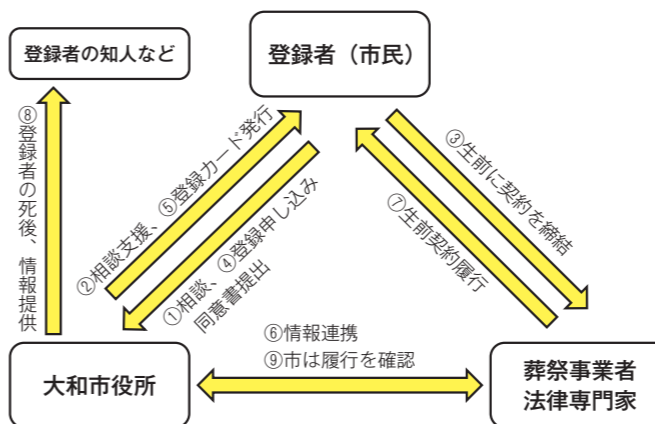 登録者の知人など
登録者（市民）
⑧登録者の死後、情報提供
②相談支援、⑤登録カード発行
①相談、④登録申し込み
同意書提出
③生前に契約を締結
⑦生前契約履行
⑥情報連携
⑨市は履行を確認
大和市役所
葬祭事業者
法律専門家